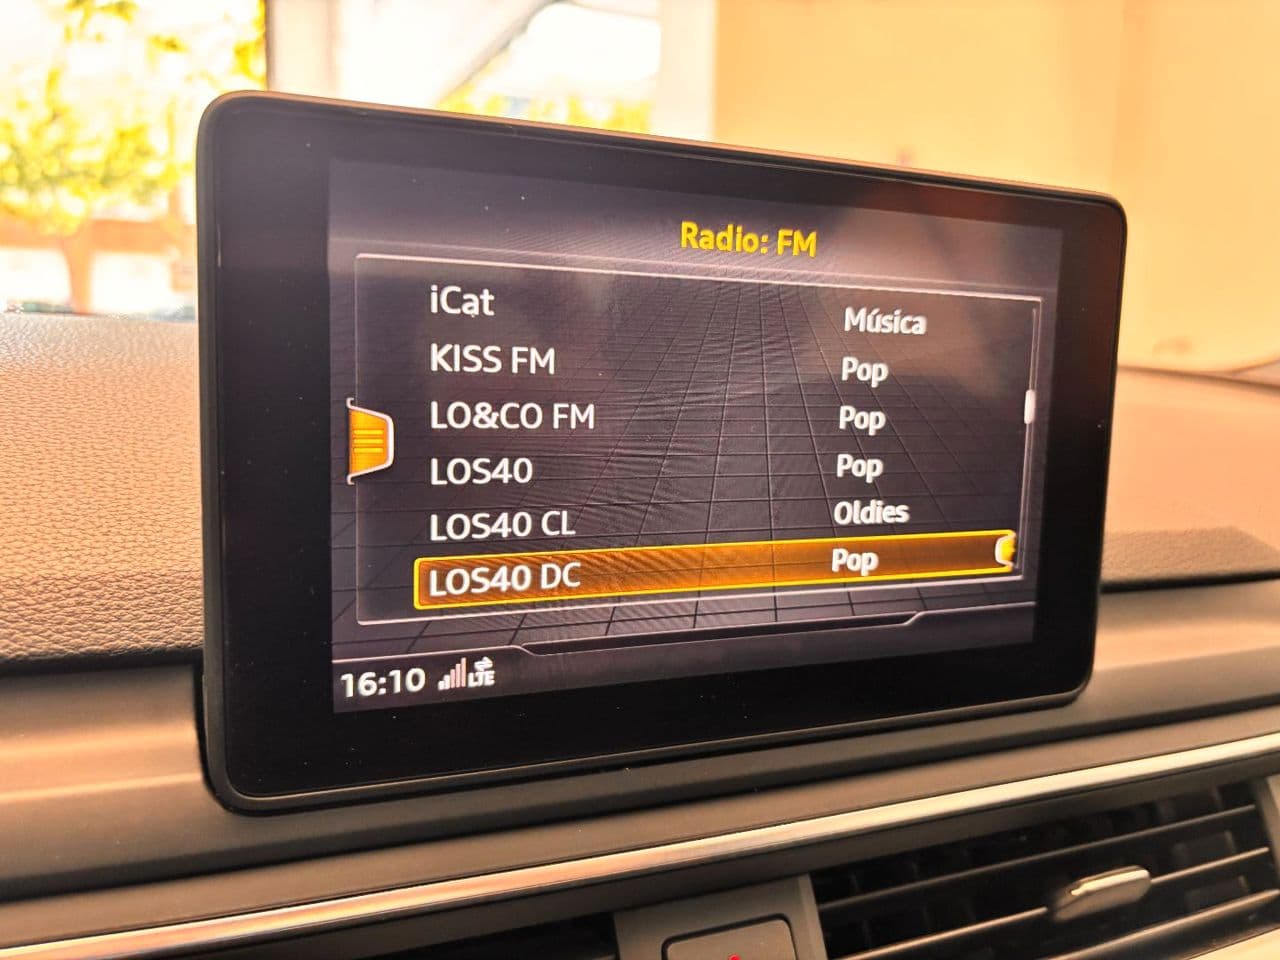 Radio: FM
iCat Música
KISS FM Pop
LO&CO FM Pop
LOS40 Pop
LOS40 CL Oldies
LOS40 DC Pop
16:10 LTE